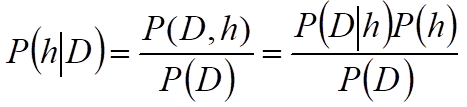 P(h|D) = P(D, h) / P(D) = P(D|h)P(h) / P(D)